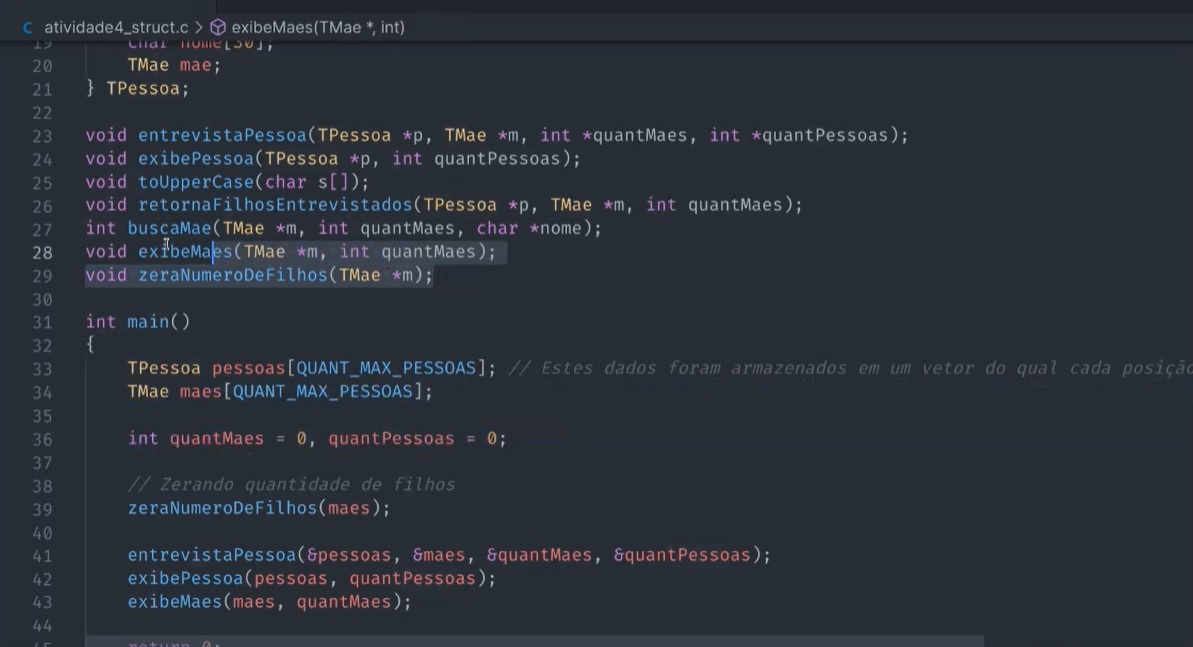 C atividade4_struct.c > exibeMaes(TMae *, int)
19 char nome[30];
20 TMae mae;
21 } TPessoa;
22
23 void entrevistaPessoa(TPessoa *p, TMae *m, int *quantMaes, int *quantPessoas);
24 void exibePessoa(TPessoa *p, int quantPessoas);
25 void toUpperCase(char s[]);
26 void retornaFilhosEntrevistados(TPessoa *p, TMae *m, int quantMaes);
27 int buscaMae(TMae *m, int quantMaes, char *nome);
28 void exibeMaes(TMae *m, int quantMaes);
29 void zeraNumeroDeFilhos(TMae *m);
30
31 int main()
32 {
33 TPessoa pessoas[QUANT_MAX_PESSOAS]; // Estes dados foram armazenados em um vetor do qual cada posição
34 TMae maes[QUANT_MAX_PESSOAS];
35
36 int quantMaes = 0, quantPessoas = 0;
37
38 // Zerando quantidade de filhos
39 zeraNumeroDeFilhos(maes);
40
41 entrevistaPessoa(&pessoas, &maes, &quantMaes, &quantPessoas);
42 exibePessoa(pessoas, quantPessoas);
43 exibeMaes(maes, quantMaes);
44
45 return 0;